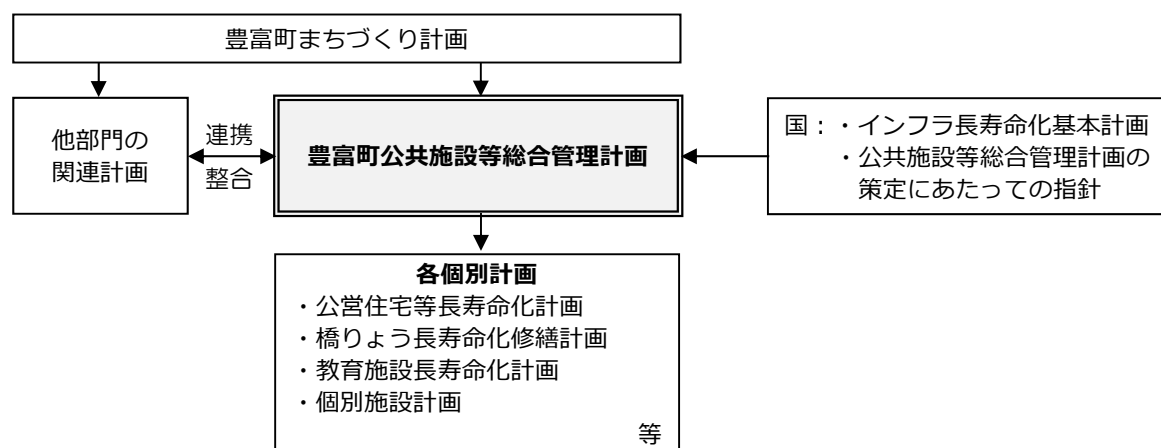 豊富町まちづくり計画
他部門の
関連計画
連携
整合
豊富町公共施設等総合管理計画
国：・インフラ長寿命化基本計画
・公共施設等総合管理計画の
策定にあたっての指針
各個別計画
・公営住宅等長寿命化計画
・橋りょう長寿命化修繕計画
・教育施設長寿命化計画
・個別施設計画
等